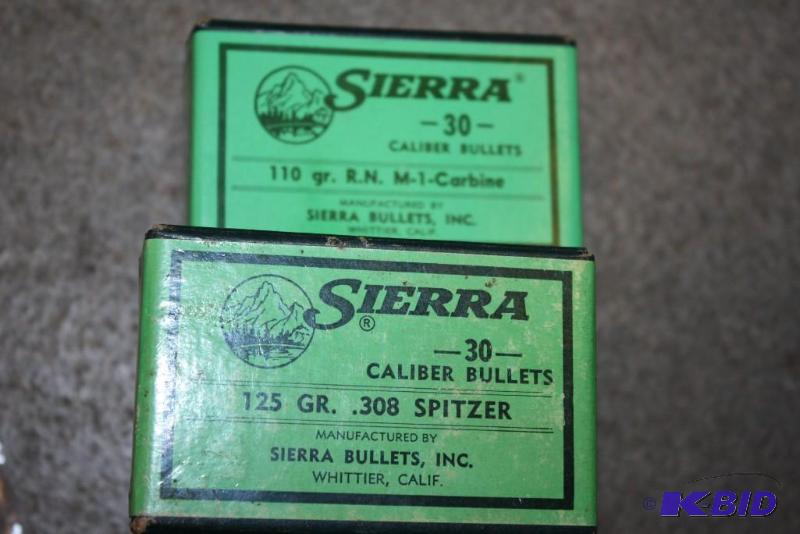 SIERRA®
—30—
CALIBER BULLETS
110 gr. R.N. M-1-Carbine
MANUFACTURED BY
SIERRA BULLETS, INC.
WHITTIER, CALIF.
SIERRA
®
—30—
CALIBER BULLETS
125 GR. .308 SPITZER
MANUFACTURED BY
SIERRA BULLETS, INC.
WHITTIER, CALIF.
© K-BID